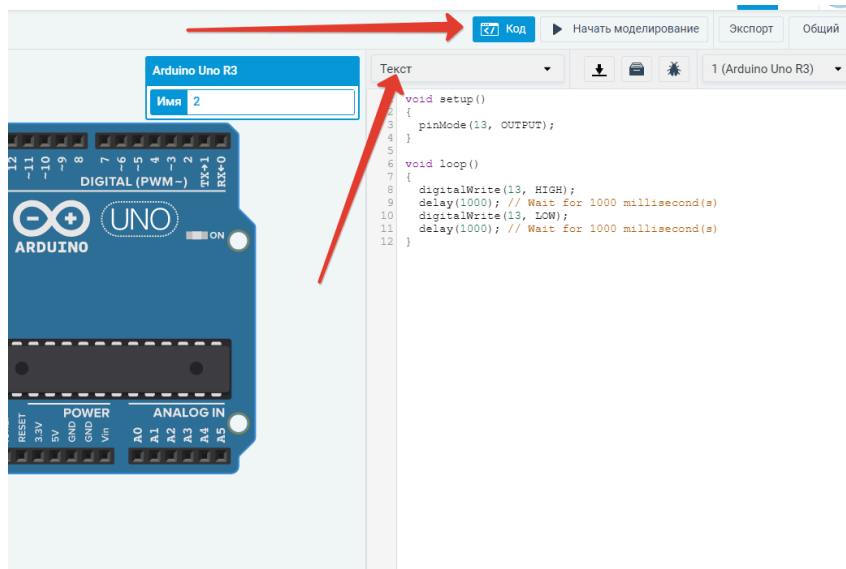 Код
Начать моделирование
Экспорт
Общий
Arduino Uno R3
Имя 2
Текст
1 (Arduino Uno R3)
void setup()
2 {
3 pinMode(13, OUTPUT);
4 }
5
6 void loop()
7 {
8 digitalWrite(13, HIGH);
9 delay(1000); // Wait for 1000 millisecond(s)
10 digitalWrite(13, LOW);
11 delay(1000); // Wait for 1000 millisecond(s)
12 }
12
~11
~10
~9
8
7
~6
~5
4
~3
2
TX→1
RX←0
DIGITAL (PWM~)
UNO
ON
ARDUINO
POWER
ANALOG IN
RESET
3.3V
5V
GND
GND
Vin
A0
A1
A2
A3
A4
A5